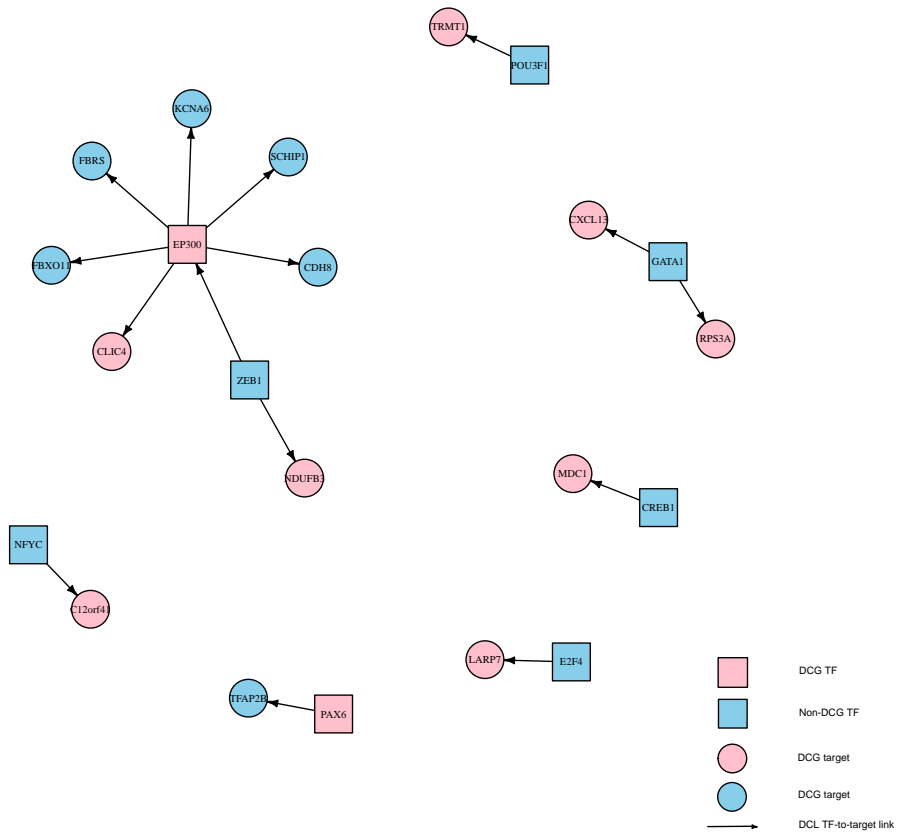 TRMT1
POU3F1
KCNA6
SCHIP1
FBRS
CXCL13
EP300
GATA1
FBXO11
CDH8
RPS3A
CLIC4
ZEB1
NDUFB3
MDC1
CREB1
NFYC
C12orf41
LARP7
E2F4
DCG TF
TFAP2B
PAX6
Non-DCG TF
DCG target
DCG target
DCL TF-to-target link